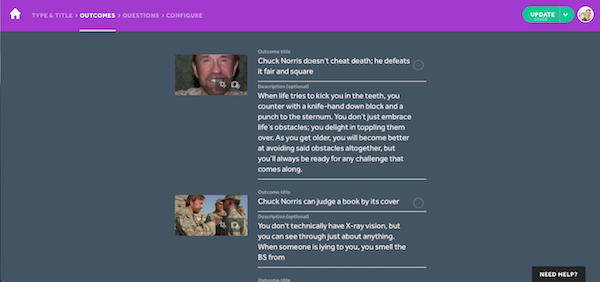 TYPE & TITLE > OUTCOMES > QUESTIONS > CONFIGURE
UPDATE
SAVED
Outcome title
Chuck Norris doesn't cheat death; he defeats
it fair and square
Description (optional)
When life tries to kick you in the teeth, you
counter with a knife-hand down block and a
punch to the sternum. You don't just embrace
life's obstacles; you delight in toppling them
over. As you get older, you will become better
at avoiding said obstacles altogether, but
you'll always be ready for any challenge that
comes along.
Outcome title
Chuck Norris can judge a book by its cover
Description (optional)
You don't technically have X-ray vision, but
you can see through just about anything.
When someone is lying to you, you smell the
BS from
NEED HELP?
Outcome title